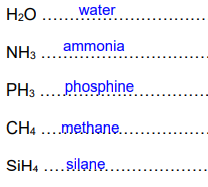 H₂O ......water......
NH₃ ......ammonia......
PH₃ ......phosphine......
CH₄ ......methane......
SiH₄ ......silane......